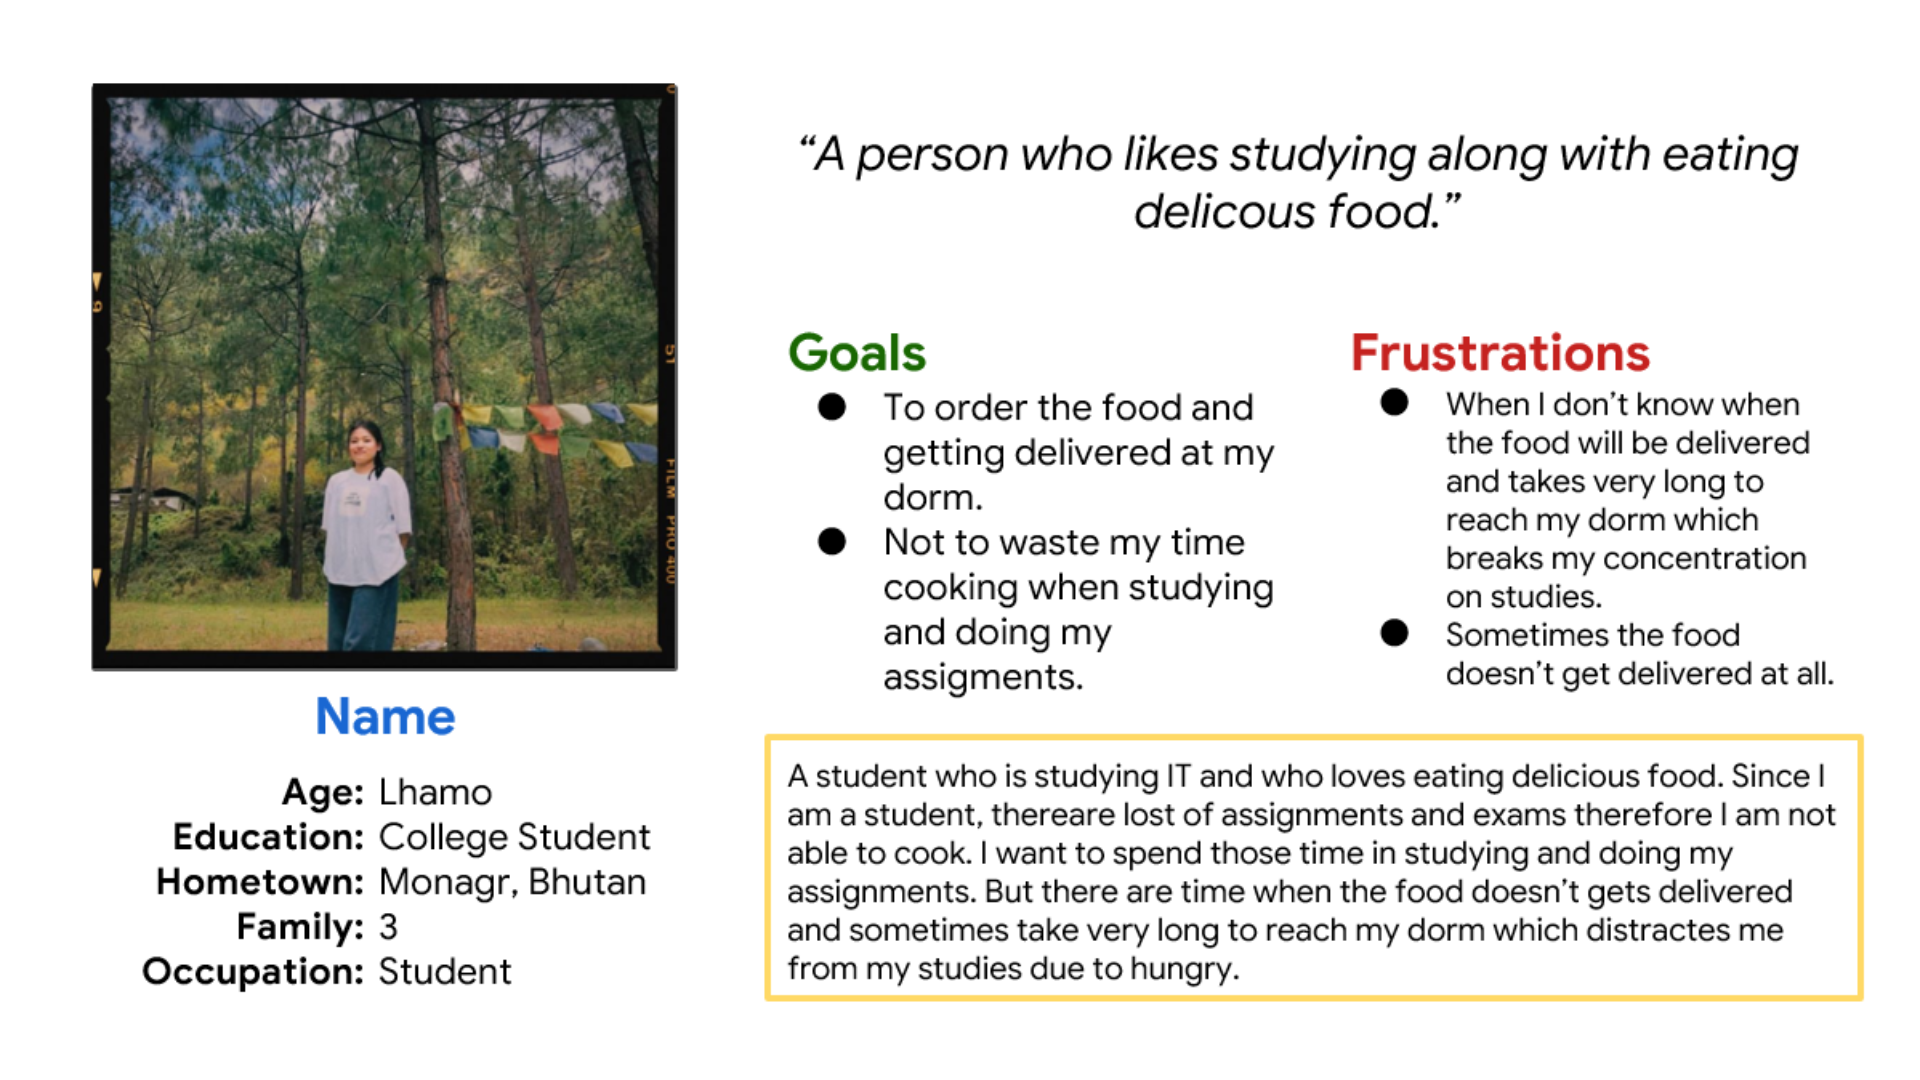 “A person who likes studying along with eating
delicous food.”
Goals
To order the food and
getting delivered at my
dorm.
Not to waste my time
cooking when studying
and doing my
assigments.
Frustrations
When I don’t know when
the food will be delivered
and takes very long to
reach my dorm which
breaks my concentration
on studies.
Sometimes the food
doesn’t get delivered at all.
Name
Age: Lhamo
Education: College Student
Hometown: Monagr, Bhutan
Family: 3
Occupation: Student
A student who is studying IT and who loves eating delicious food. Since I
am a student, thereare lost of assignments and exams therefore I am not
able to cook. I want to spend those time in studying and doing my
assignments. But there are time when the food doesn’t gets delivered
and sometimes take very long to reach my dorm which distractes me
from my studies due to hungry.
51
FILM PRO 400